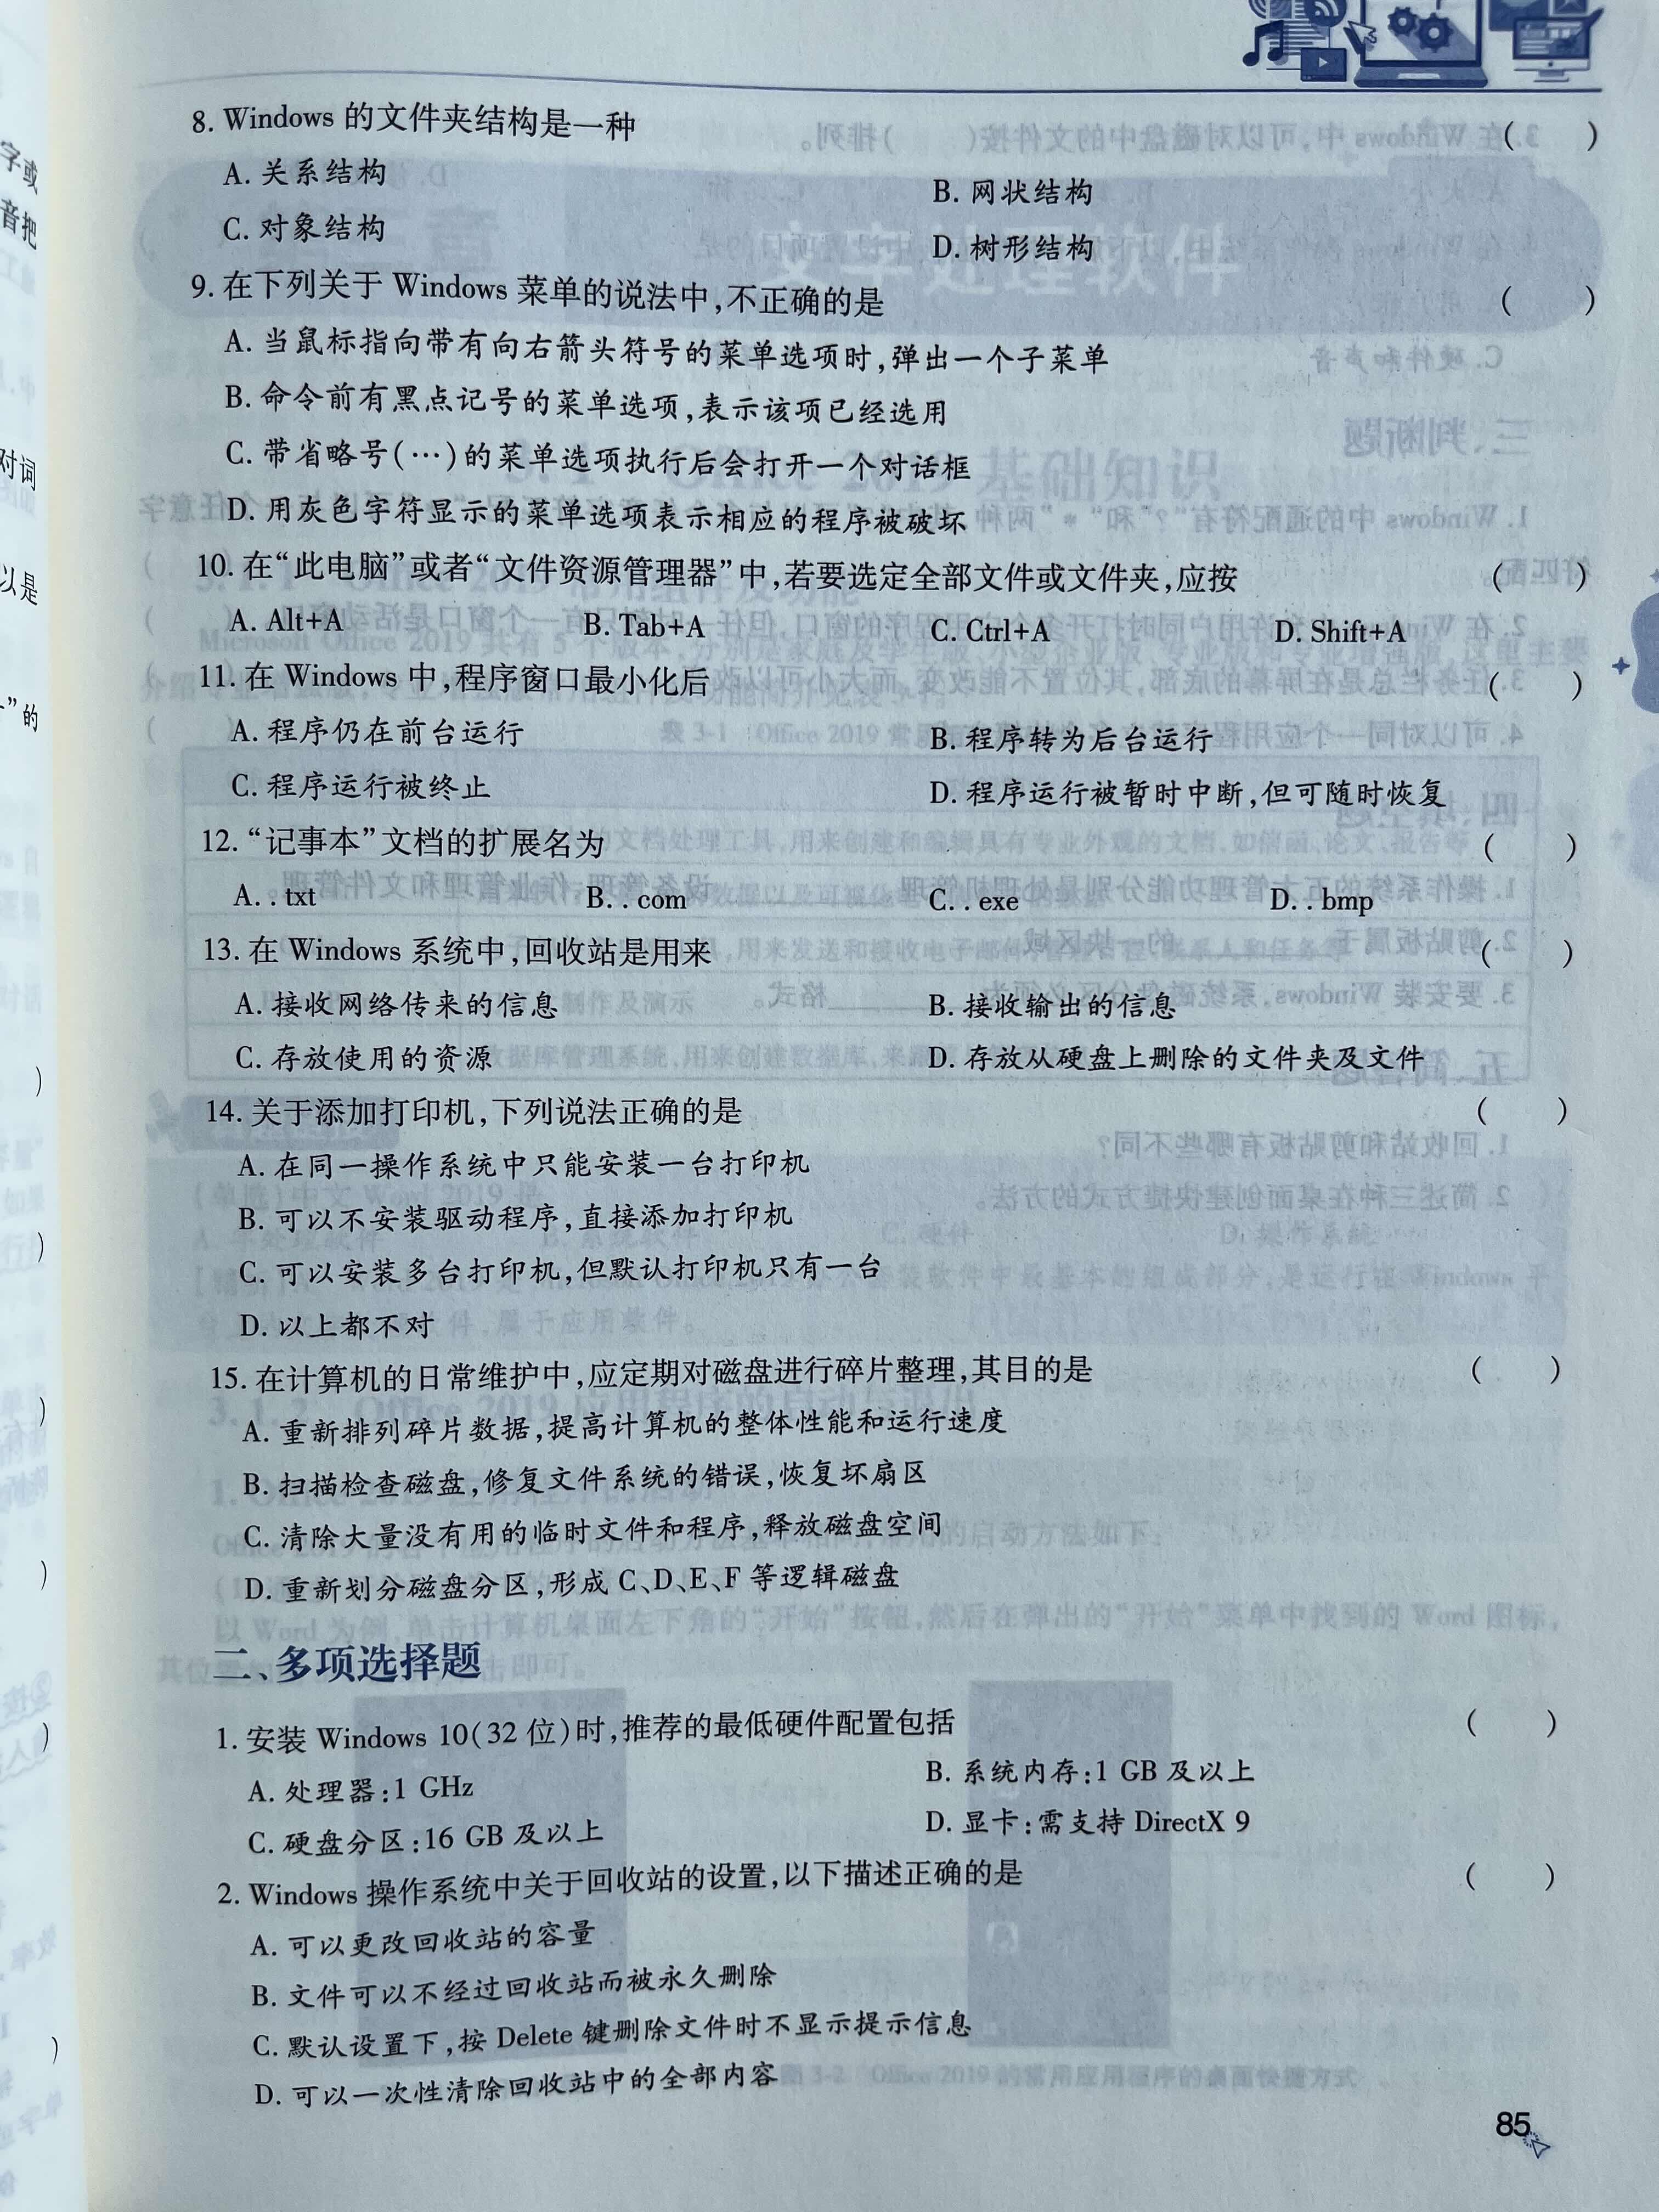 8. Windows 的文件夹结构是一种 (  )
A. 关系结构 B. 网状结构
C. 对象结构 D. 树形结构
9. 在下列关于 Windows 菜单的说法中,不正确的是 (  )
A. 当鼠标指向带有向右箭头符号的菜单选项时,弹出一个子菜单
B. 命令前有黑点记号的菜单选项,表示该项已经选用
C. 带省略号(…)的菜单选项执行后会打开一个对话框
D. 用灰色字符显示的菜单选项表示相应的程序被破坏
10. 在“此电脑”或者“文件资源管理器”中,若要选定全部文件或文件夹,应按 (  )
A. Alt+A B. Tab+A C. Ctrl+A D. Shift+A
11. 在 Windows 中,程序窗口最小化后 (  )
A. 程序仍在前台运行 B. 程序转为后台运行
C. 程序运行被终止 D. 程序运行被暂时中断,但可随时恢复
12. “记事本”文档的扩展名为 (  )
A. . txt B. . com C. . exe D. . bmp
13. 在 Windows 系统中,回收站是用来 (  )
A. 接收网络传来的信息 B. 接收输出的信息
C. 存放使用的资源 D. 存放从硬盘上删除的文件夹及文件
14. 关于添加打印机,下列说法正确的是 (  )
A. 在同一操作系统中只能安装一台打印机
B. 可以不安装驱动程序,直接添加打印机
C. 可以安装多台打印机,但默认打印机只有一台
D. 以上都不对
15. 在计算机的日常维护中,应定期对磁盘进行碎片整理,其目的是 (  )
A. 重新排列碎片数据,提高计算机的整体性能和运行速度
B. 扫描检查磁盘,修复文件系统的错误,恢复坏扇区
C. 清除大量没有用的临时文件和程序,释放磁盘空间
D. 重新划分磁盘分区,形成 C、D、E、F 等逻辑磁盘
二、多项选择题
1. 安装 Windows 10(32 位)时,推荐的最低硬件配置包括 (  )
A. 处理器:1 GHz B. 系统内存:1 GB 及以上
C. 硬盘分区:16 GB 及以上 D. 显卡:需支持 DirectX 9
2. Windows 操作系统中关于回收站的设置,以下描述正确的是 (  )
A. 可以更改回收站的容量
B. 文件可以不经过回收站而被永久删除
C. 默认设置下,按 Delete 键删除文件时不显示提示信息
D. 可以一次性清除回收站中的全部内容
85